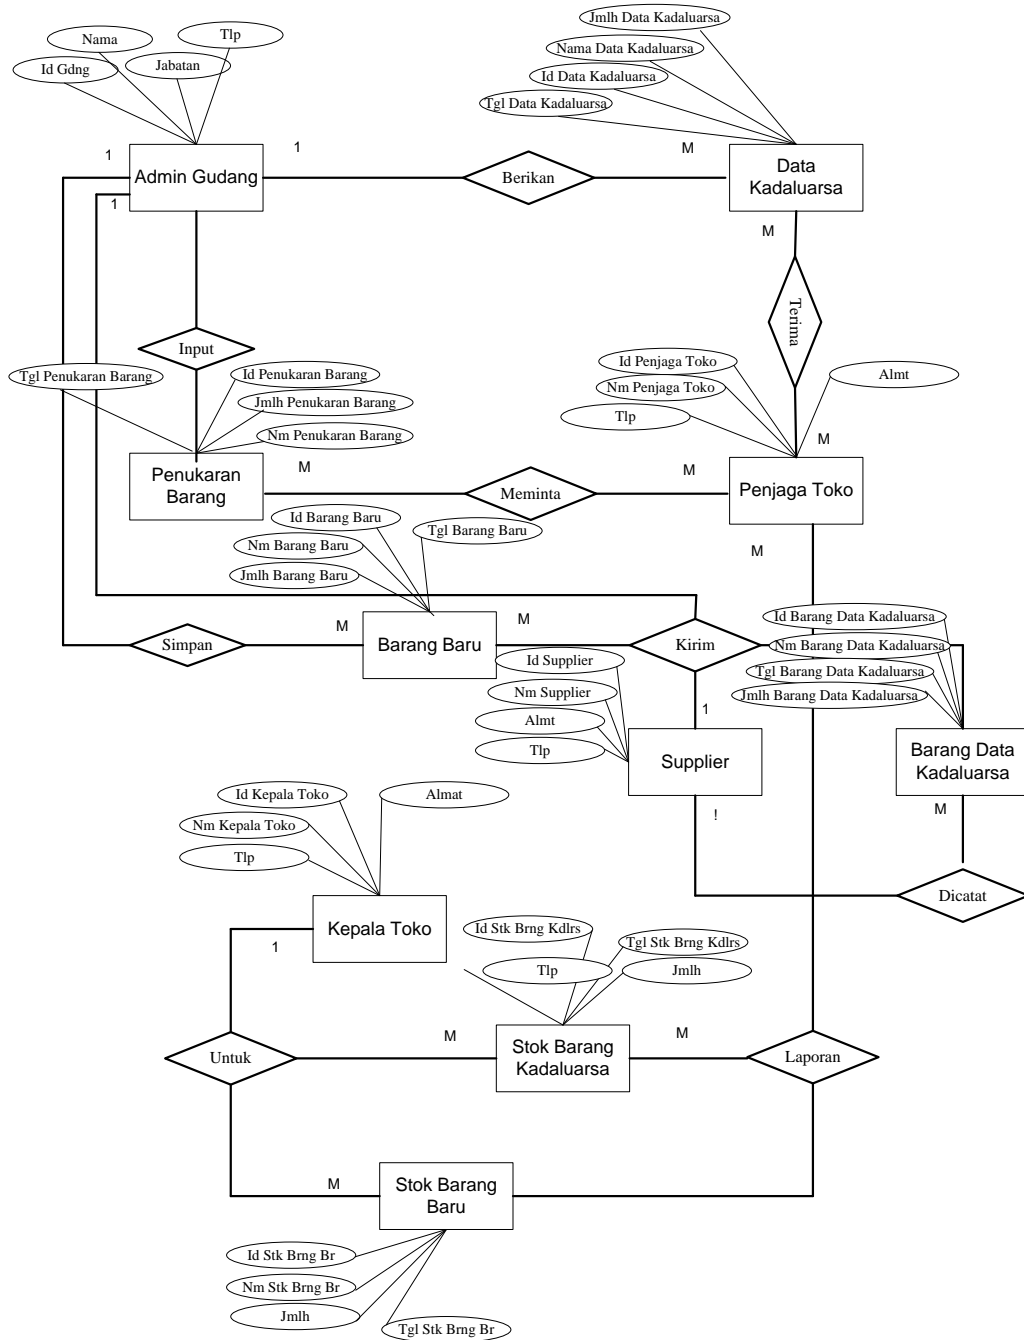 Jmlh Data Kadaluarsa
Nama
Tlp
Nama Data Kadaluarsa
Id Gdng
Jabatan
Id Data Kadaluarsa
Tgl Data Kadaluarsa
1
1
M
Admin Gudang
Berikan
Data
Kadaluarsa
1
M
Terima
Input
Id Penjaga Toko
Tgl Penukaran Barang
Id Penukaran Barang
Almt
Nm Penjaga Toko
Jmlh Penukaran Barang
Tlp
Nm Penukaran Barang
M
M
M
Penukaran
Barang
Meminta
Penjaga Toko
Id Barang Baru
Tgl Barang Baru
Nm Barang Baru
M
Jmlh Barang Baru
Id Barang Data Kadaluarsa
M
M
Simpan
Barang Baru
Kirim
Nm Barang Data Kadaluarsa
Id Supplier
Tgl Barang Data Kadaluarsa
Nm Supplier
Jmlh Barang Data Kadaluarsa
1
Almt
Tlp
Supplier
Barang Data
Kadaluarsa
Id Kepala Toko
Almat
!
M
Nm Kepala Toko
Tlp
Dicatat
Kepala Toko
Id Stk Brng Kdlrs
1
Tgl Stk Brng Kdlrs
Tlp
Jmlh
M
M
Untuk
Stok Barang
Kadaluarsa
Laporan
M
Stok Barang
Baru
Id Stk Brng Br
Nm Stk Brng Br
Jmlh
Tgl Stk Brng Br